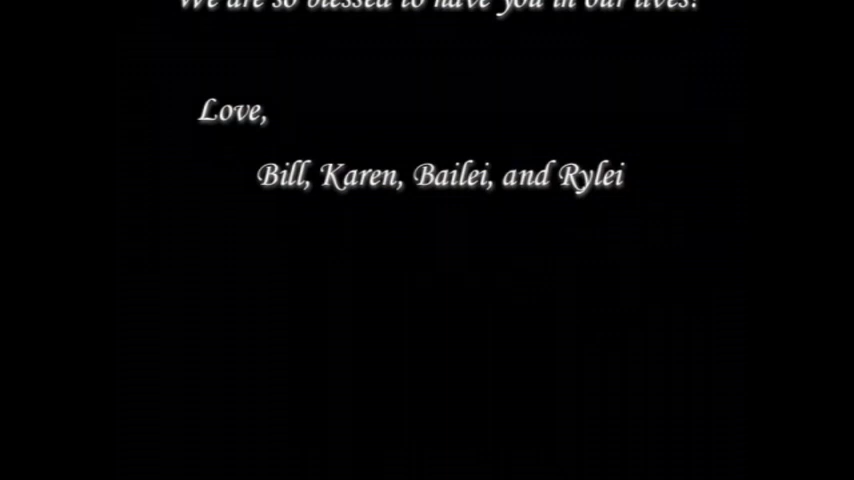 We are so blessed to have you in our lives!
Love,
Bill, Karen, Bailei, and Rylei